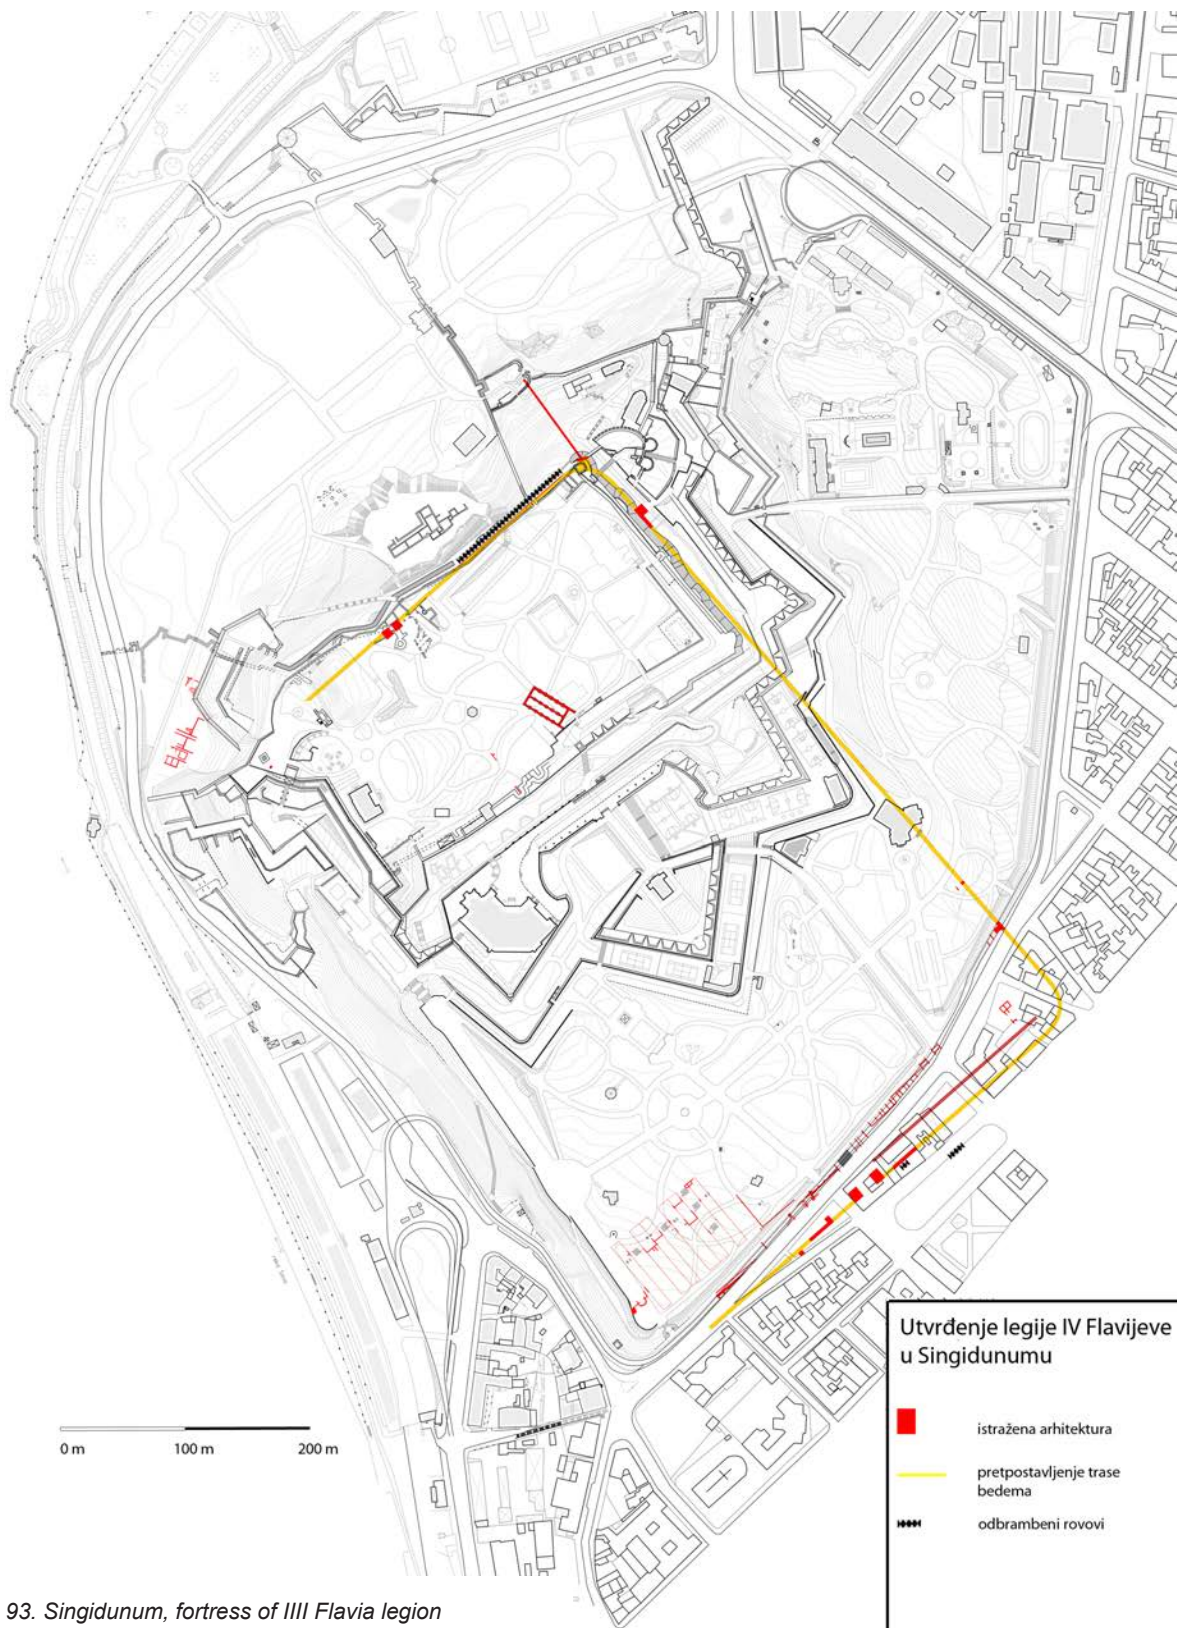 Utvrđenje legije IV Flavijeve
u Singidunumu
istražena arhitektura
pretpostavljenje trase
bedema
odbrambeni rovovi
0 m 100 m 200 m
93. Singidunum, fortress of IIII Flavia legion